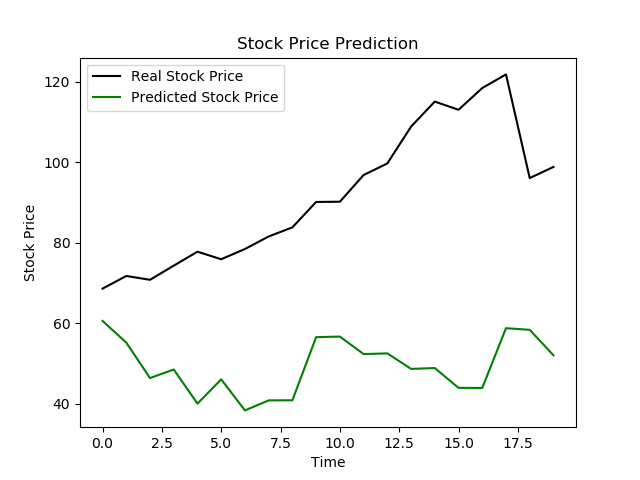 Stock Price Prediction
Real Stock Price
Predicted Stock Price
Stock Price
120
100
80
60
40
0.0 2.5 5.0 7.5 10.0 12.5 15.0 17.5
Time